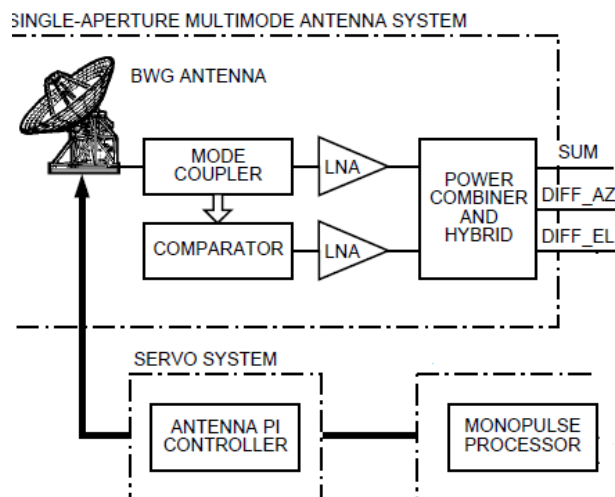 SINGLE-APERTURE MULTIMODE ANTENNA SYSTEM
BWG ANTENNA
MODE
COUPLER
LNA
POWER
COMBINER
AND
HYBRID
SUM
DIFF_AZ
DIFF_EL
COMPARATOR
LNA
SERVO SYSTEM
ANTENNA PI
CONTROLLER
MONOPULSE
PROCESSOR